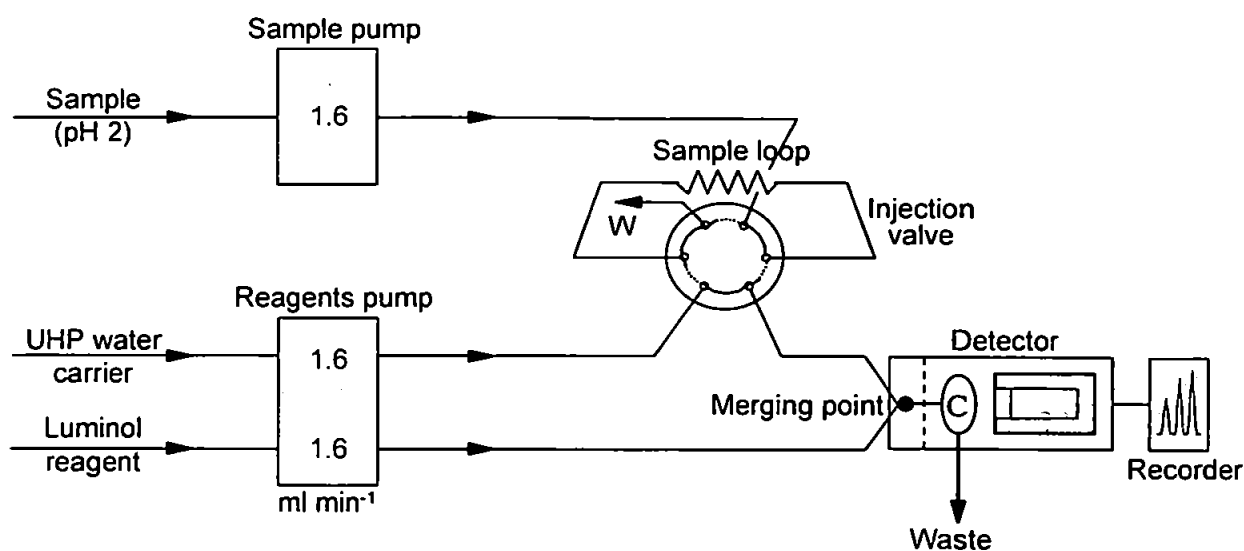 Sample pump
Sample
(pH 2)
1.6
Sample loop
W
Injection
valve
Reagents pump
UHP water
carrier
1.6
Luminol
reagent
1.6
ml min-1
Detector
Merging point
C
Recorder
Waste